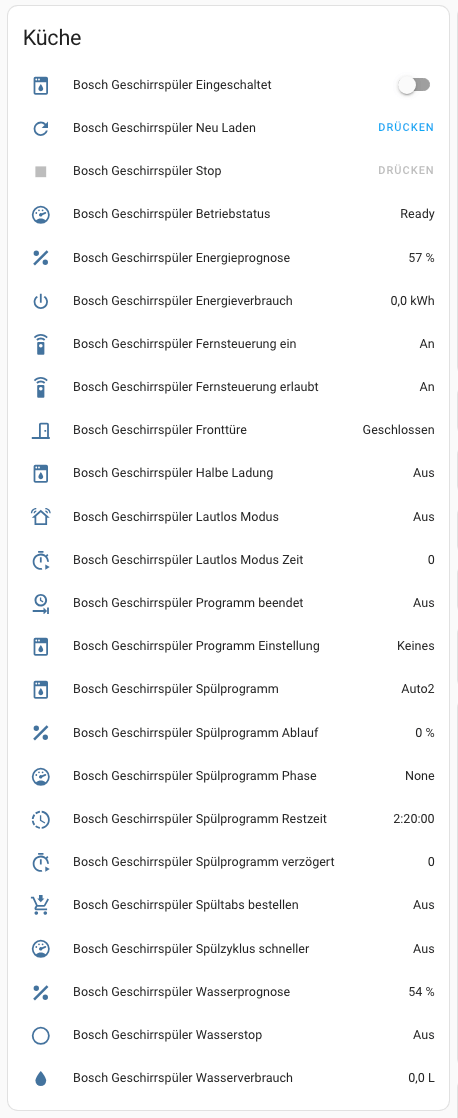 Küche
Bosch Geschirrspüler Eingeschaltet
Bosch Geschirrspüler Neu Laden DRÜCKEN
Bosch Geschirrspüler Stop DRÜCKEN
Bosch Geschirrspüler Betriebstatus Ready
Bosch Geschirrspüler Energieprognose 57 %
Bosch Geschirrspüler Energieverbrauch 0,0 kWh
Bosch Geschirrspüler Fernsteuerung ein An
Bosch Geschirrspüler Fernsteuerung erlaubt An
Bosch Geschirrspüler Fronttüre Geschlossen
Bosch Geschirrspüler Halbe Ladung Aus
Bosch Geschirrspüler Lautlos Modus Aus
Bosch Geschirrspüler Lautlos Modus Zeit 0
Bosch Geschirrspüler Programm beendet Aus
Bosch Geschirrspüler Programm Einstellung Keines
Bosch Geschirrspüler Spülprogramm Auto2
Bosch Geschirrspüler Spülprogramm Ablauf 0 %
Bosch Geschirrspüler Spülprogramm Phase None
Bosch Geschirrspüler Spülprogramm Restzeit 2:20:00
Bosch Geschirrspüler Spülprogramm verzögert 0
Bosch Geschirrspüler Spültabs bestellen Aus
Bosch Geschirrspüler Spülzyklus schneller Aus
Bosch Geschirrspüler Wasserprognose 54 %
Bosch Geschirrspüler Wasserstop Aus
Bosch Geschirrspüler Wasserverbrauch 0,0 L